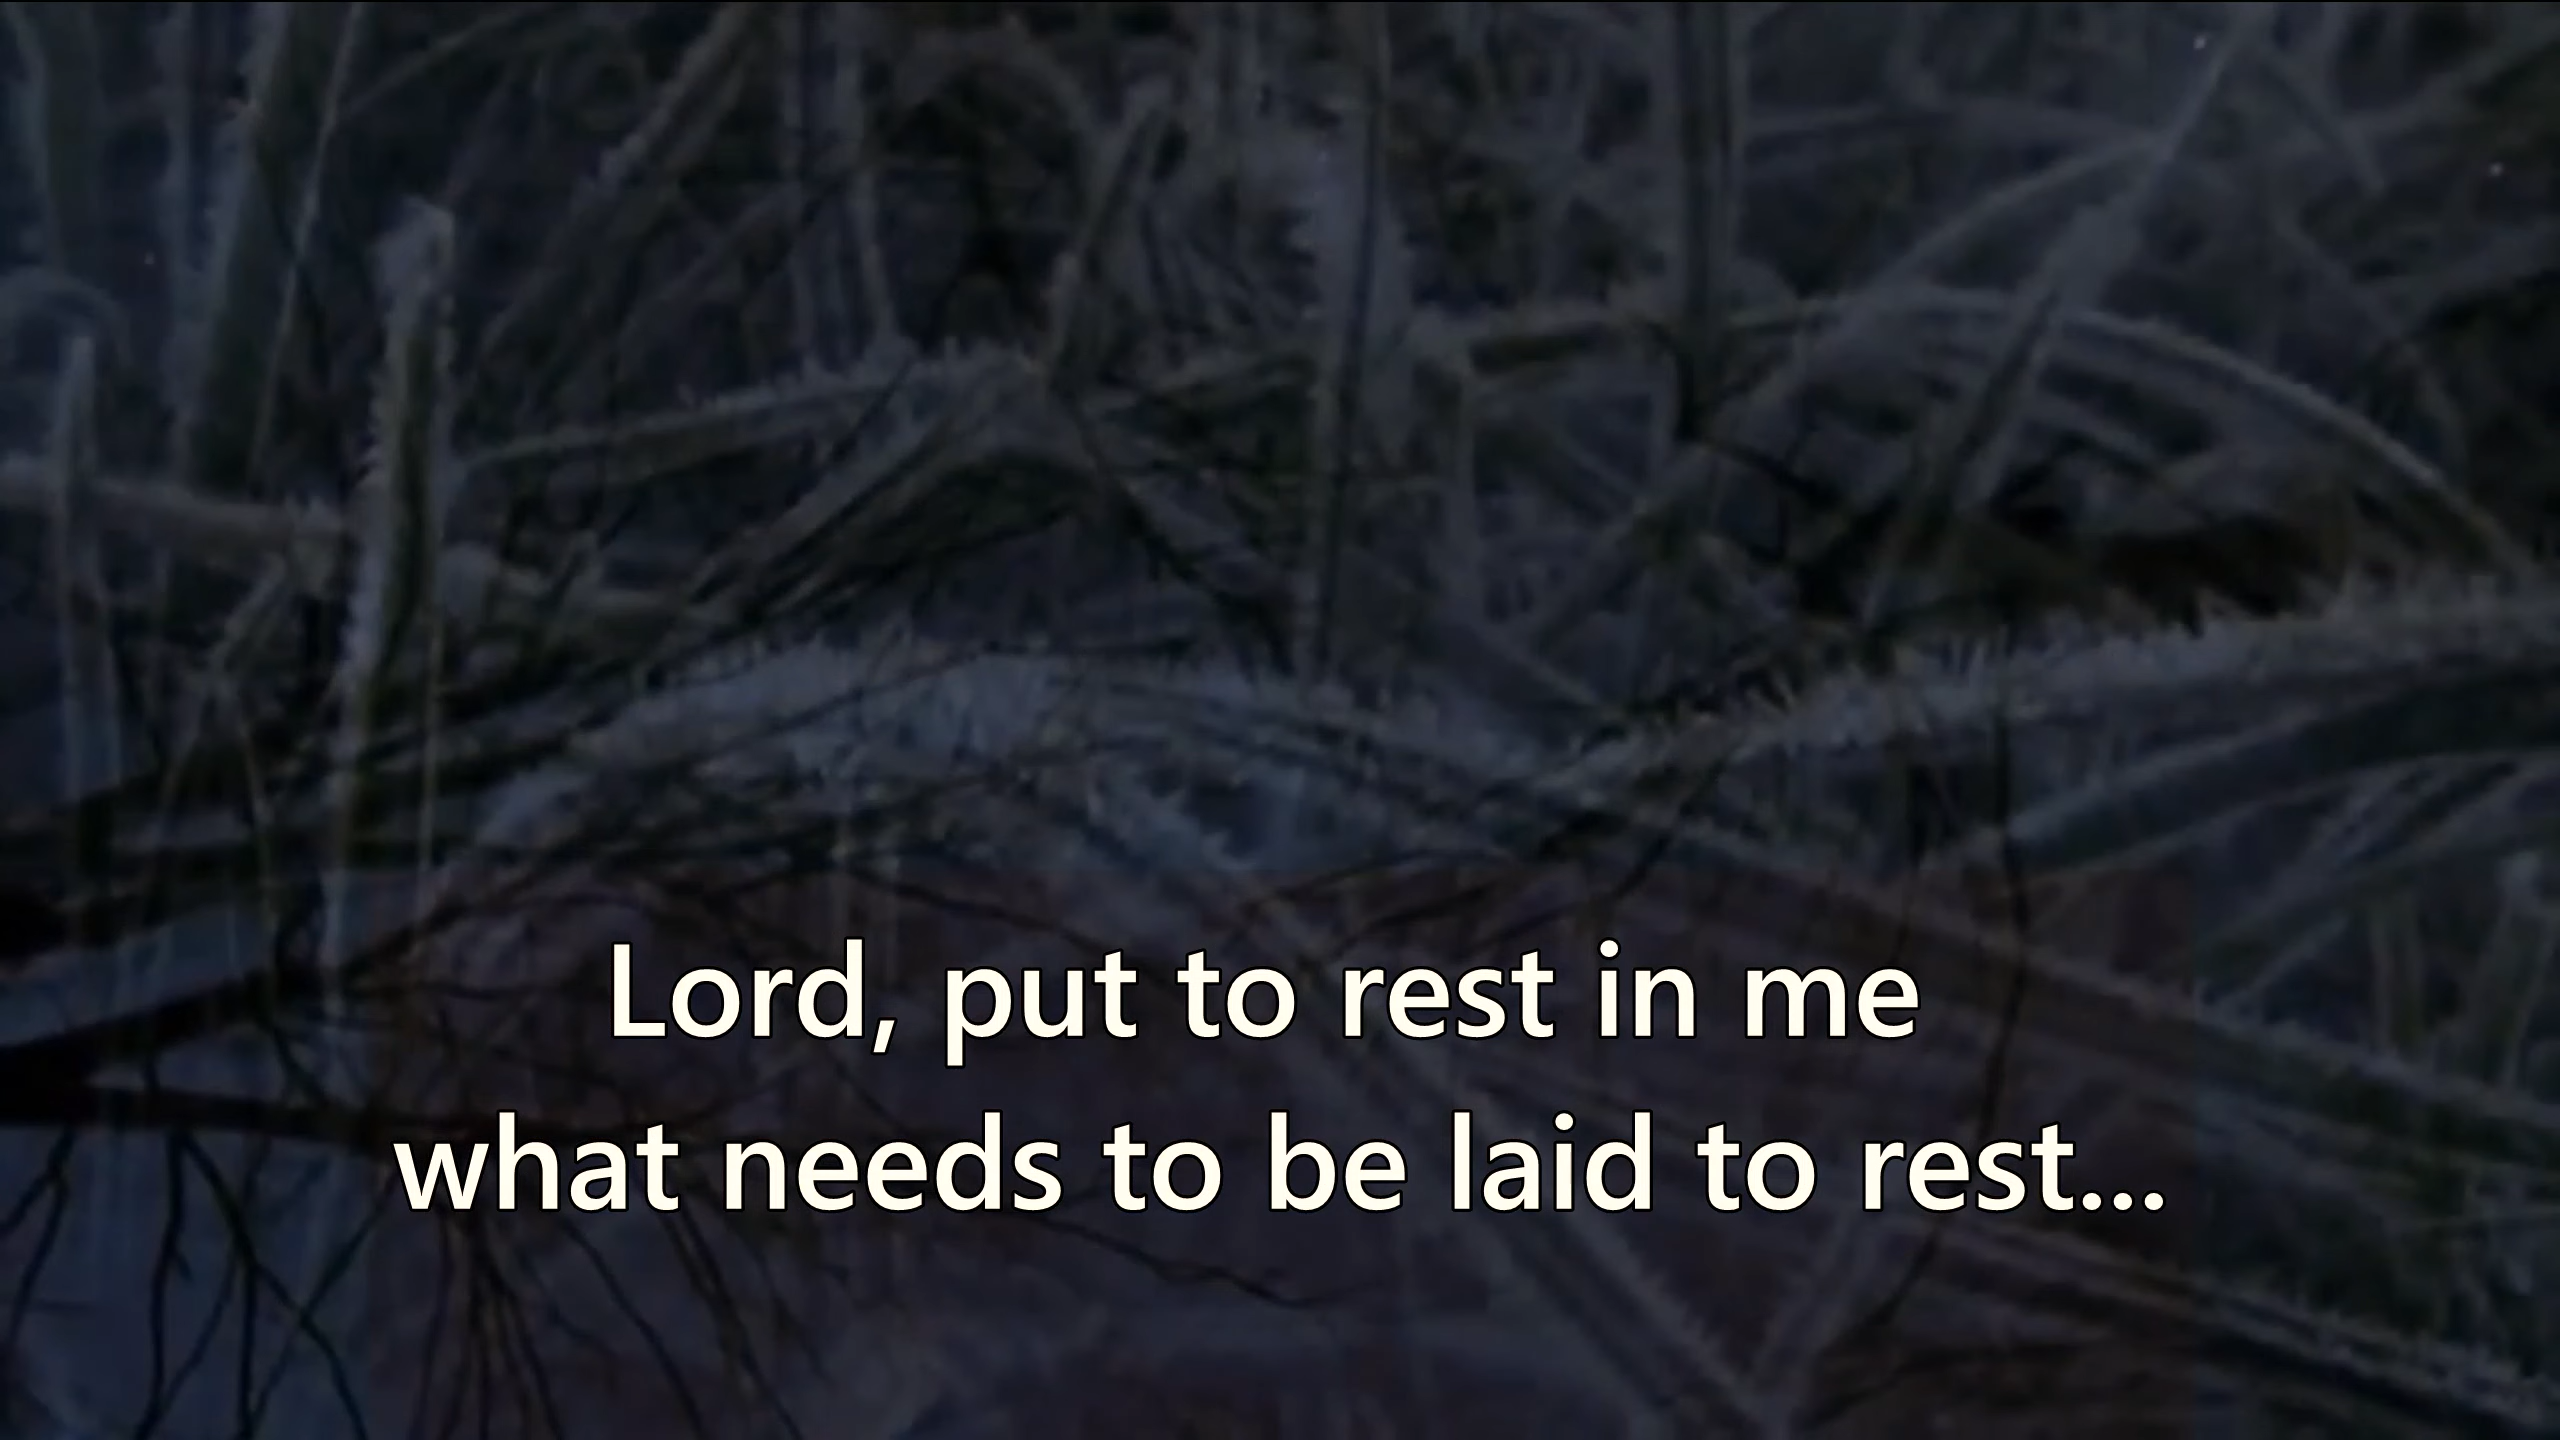 Lord, put to rest in me
what needs to be laid to rest...